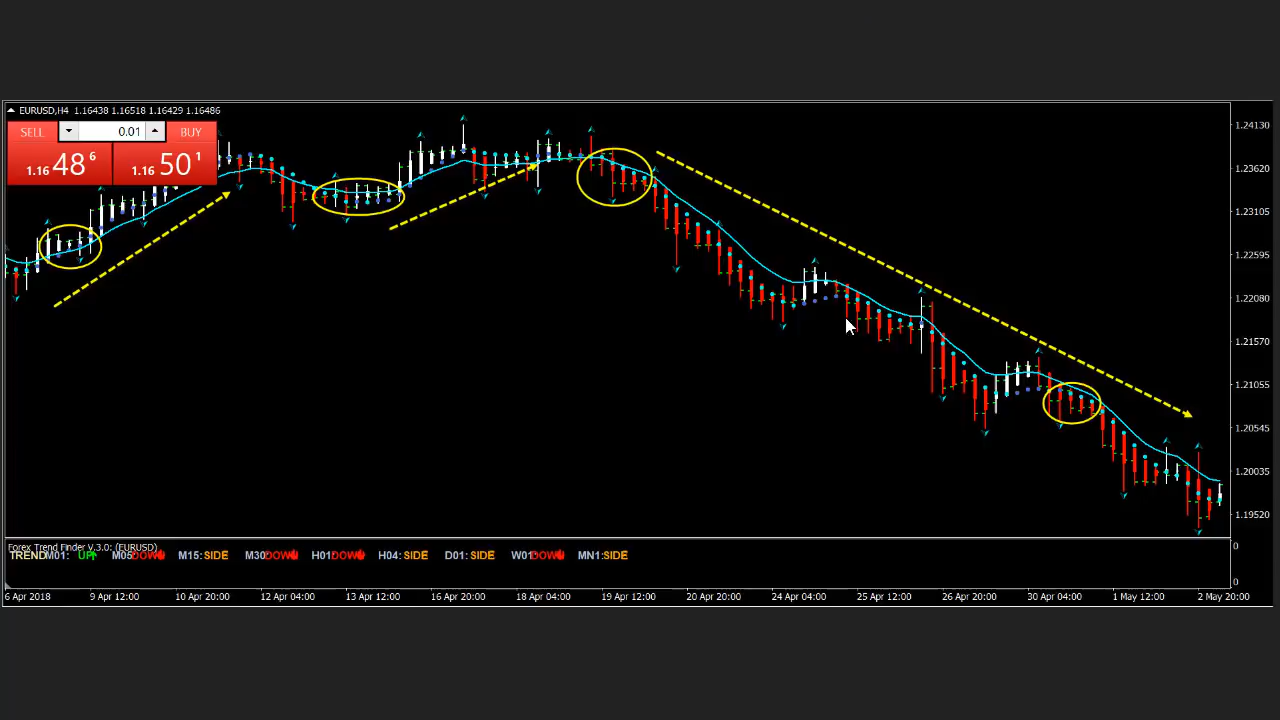 EURUSD,H4 1.16438 1.16518 1.16429 1.16486
SELL 0.01 BUY
1.16 48 6 1.16 50 1
1.24130
1.23620
1.23105
1.22595
1.22080
1.21570
1.21055
1.20545
1.20035
1.19520
Forex Trend Finder V.3.0: (EURUSD)
TREND M01: UP M05 DOWN M15: SIDE M30 DOWN H01 DOWN H04: SIDE D01: SIDE W01 DOWN MN1: SIDE
0
0
6 Apr 2018 9 Apr 12:00 10 Apr 20:00 12 Apr 04:00 13 Apr 12:00 16 Apr 20:00 18 Apr 04:00 19 Apr 12:00 20 Apr 20:00 24 Apr 04:00 25 Apr 12:00 26 Apr 20:00 30 Apr 04:00 1 May 12:00 2 May 20:00